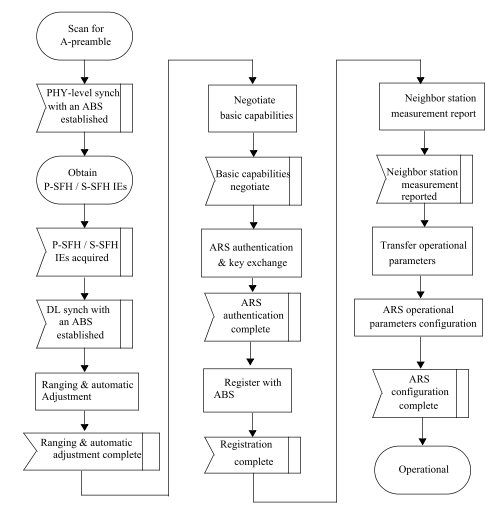 Scan for
A-preamble
PHY-level synch
with an ABS
established
Obtain
P-SFH / S-SFH IEs
P-SFH / S-SFH
IEs acquired
DL synch with
an ABS
established
Ranging & automatic
Adjustment
Ranging & automatic
adjustment complete
Negotiate
basic capabilities
Basic capabilities
negotiate
ARS authentication
& key exchange
ARS
authentication
complete
Register with
ABS
Registration
complete
Neighbor station
measurement report
Neighbor station
measurement
reported
Transfer operational
parameters
ARS operational
parameters configuration
ARS
configuration
complete
Operational